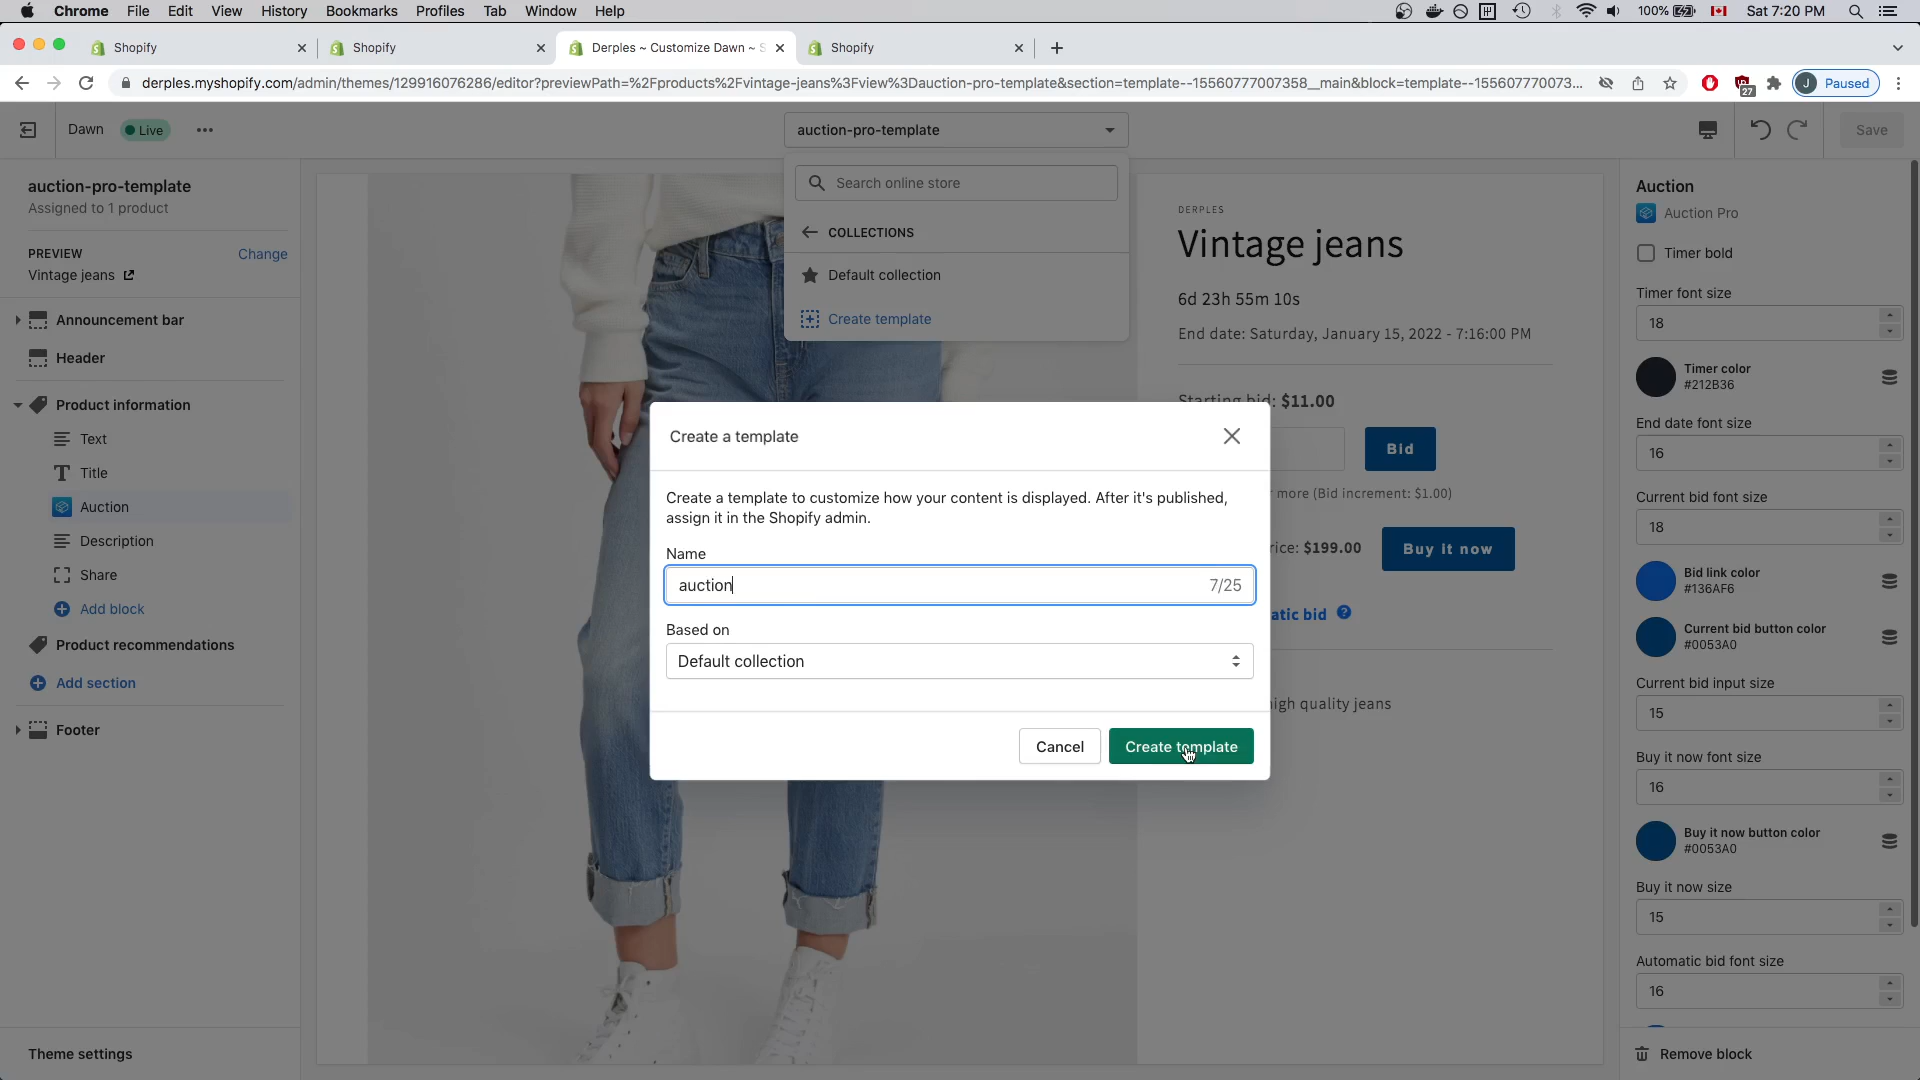 Chrome File Edit View History Bookmarks Profiles Tab Window Help 100% Sat 7:20 PM
Shopify Shopify Derples ~ Customize Dawn ~ S Shopify
derples.myshopify.com/admin/themes/129916076286/editor?previewPath=%2Fproducts%2Fvintage-jeans%3Fview%3Dauction-pro-template&section=template--15560777007358__main&block=template--155607770073... 27 J Paused
Dawn Live auction-pro-template Save
auction-pro-template
Assigned to 1 product
PREVIEW Change
Vintage jeans
Announcement bar
Header
Product information
Text
Title
Auction
Description
Share
Add block
Product recommendations
Add section
Footer
Theme settings
Search online store
COLLECTIONS
Default collection
Create template
DERPLES
Vintage jeans
6d 23h 55m 10s
End date: Saturday, January 15, 2022 - 7:16:00 PM
Starting bid: $11.00
Bid
more (Bid increment: $1.00)
rice: $199.00 Buy it now
atic bid ?
igh quality jeans
Create a template
Create a template to customize how your content is displayed. After it's published,
assign it in the Shopify admin.
Name
auction 7/25
Based on
Default collection
Cancel Create template
Auction
Auction Pro
Timer bold
Timer font size
18
Timer color
#212B36
End date font size
16
Current bid font size
18
Bid link color
#136AF6
Current bid button color
#0053A0
Current bid input size
15
Buy it now font size
16
Buy it now button color
#0053A0
Buy it now size
15
Automatic bid font size
16
Remove block